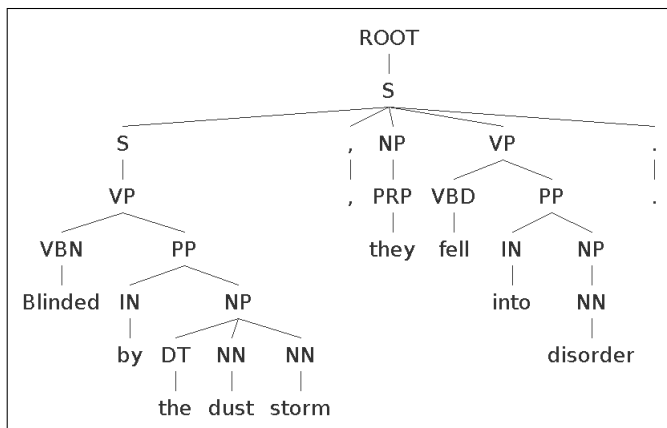 ROOT
S
S , NP VP .
VP , PRP VBD PP .
VBN PP they fell IN NP
Blinded IN NP into NN
by DT NN NN disorder
the dust storm